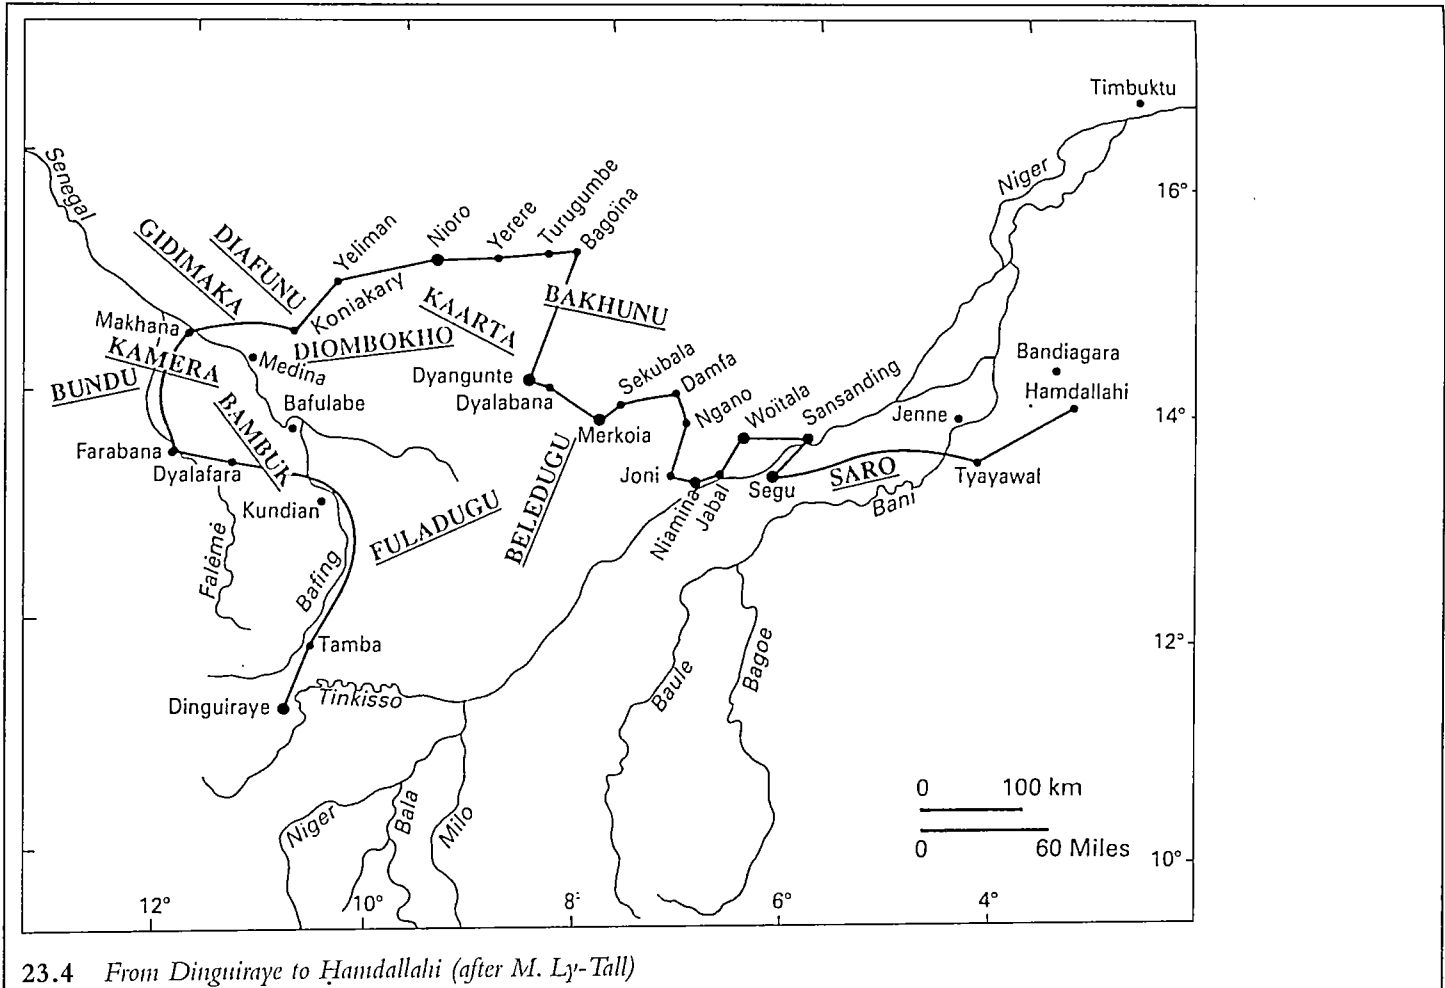 Timbuktu
Niger
16°
Senegal
GIDIMAKA
DIAFUNU
Yeliman
Nioro
Yerere
Turugumbe
Bagoïna
Koniakary
KAARTA
BAKHUNU
Makhana
KAMERA
DIOMBOKHO
Medina
BUNDU
Bandiagara
Hamdallahi
Dyangunte
Dyalabana
Sekubala
Damfa
BAMBUK
Bafulabe
Merkoia
Ngano
Woïtala
Sansanding
Jenne
14°
Farabana
Dyalafara
Kundian
FULADUGU
BELEDUGU
Joni
Niamina
Jabal
Segu
SARO
Tyayawal
Bani
Falémé
Bafing
Tamba
12°
Dinguiraye
Tinkisso
Baule
Bagoe
Niger
Bala
Milo
0 100 km
0 60 Miles
10°
12° 10° 8° 6° 4°
23.4 From Dinguiraye to Ḥamdallahi (after M. Ly-Tall)